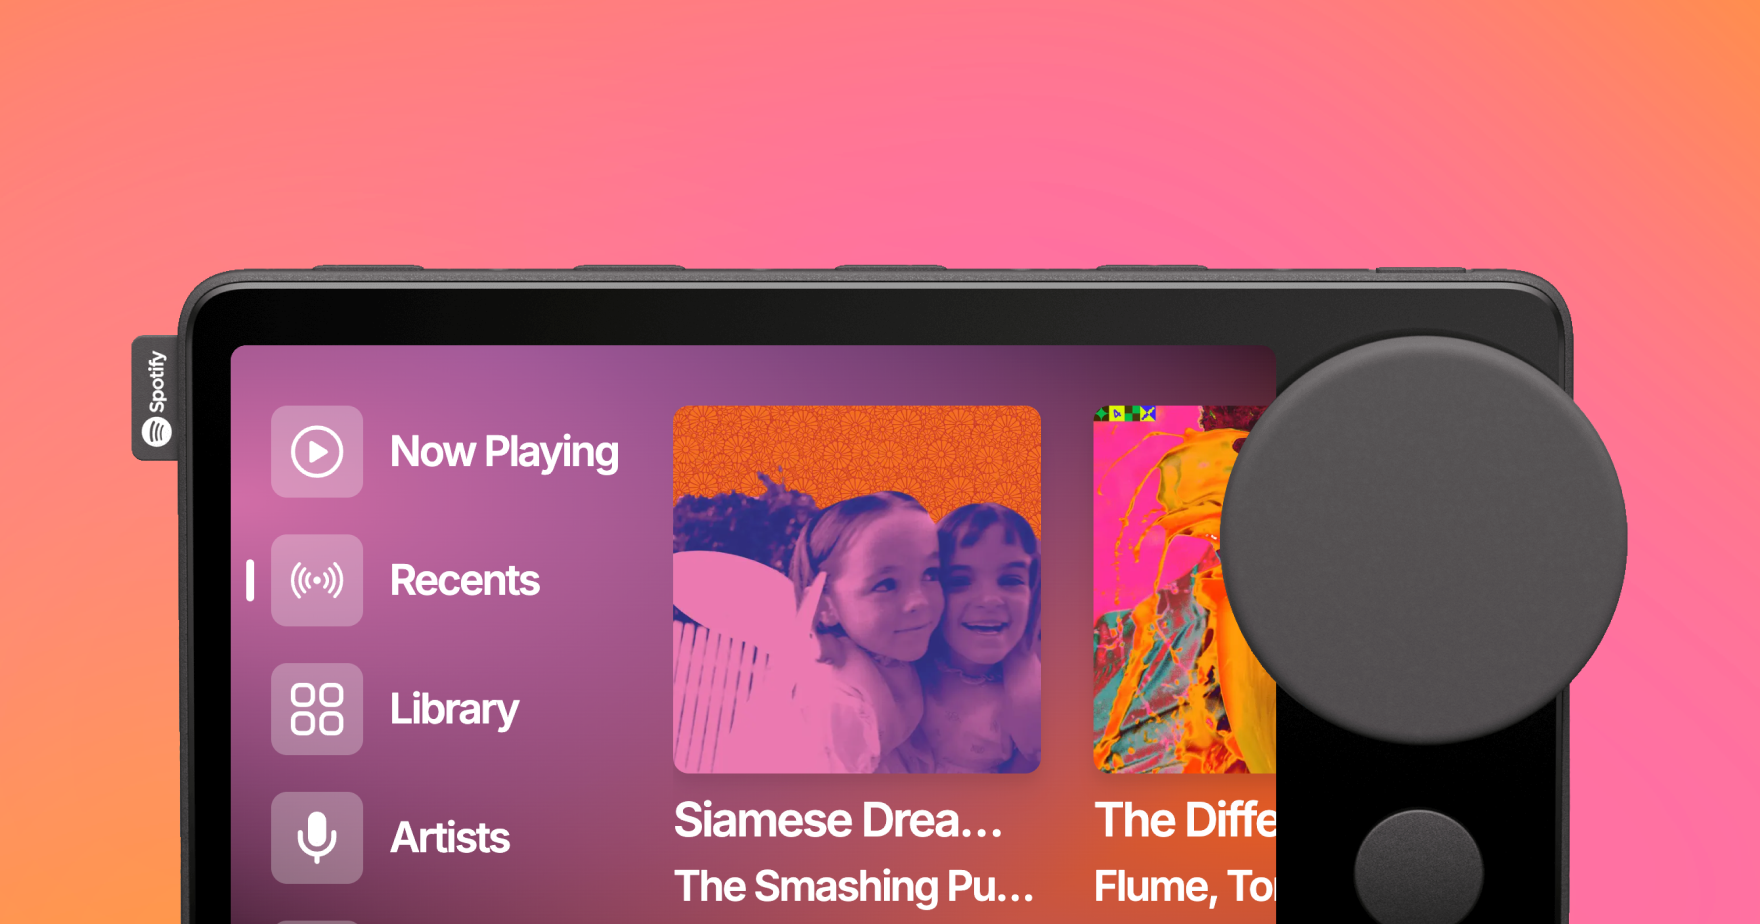 Spotify
Now Playing
Recents
Library
Artists
Siamese Drea...
The Smashing Pu...
The Diffe
Flume, To